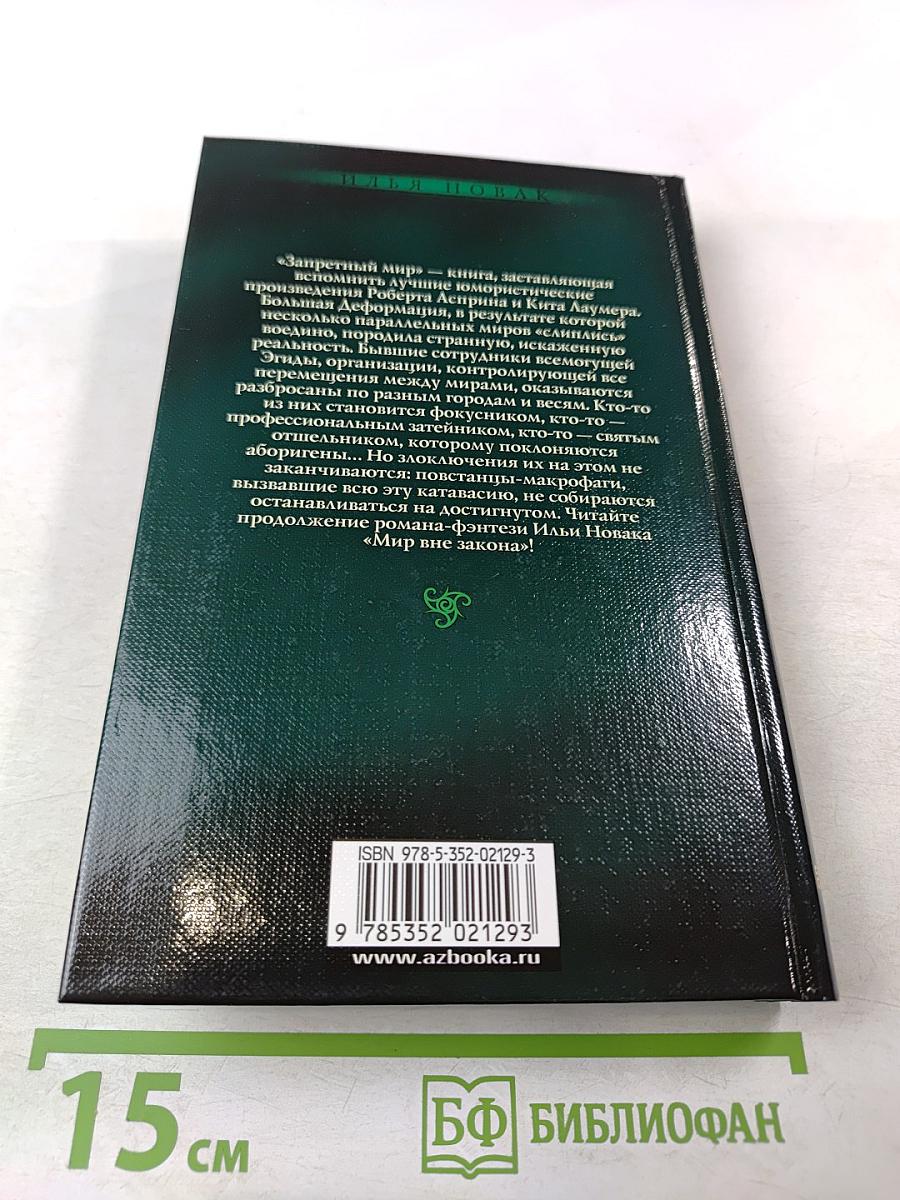 ИЛЬЯ НОВАК
«Запретный мир» — книга, заставляющая
вспомнить лучшие юмористические
произведения Роберта Асприна и Кита Лаумера.
Большая Деформация, в результате которой
несколько параллельных миров «слиплись»
воедино, породила странную, искаженную
реальность. Бывшие сотрудники всемогущей
Эгиды, организации, контролирующей все
перемещения между мирами, оказываются
разбросаны по разным городам и весям. Кто-то
из них становится фокусником, кто-то —
профессиональным затейником, кто-то — святым
отшельником, которому поклоняются
аборигены... Но злоключения их на этом не
заканчиваются: повстанцы-макрофаги,
вызвавшие всю эту катавасию, не собираются
останавливаться на достигнутом. Читайте
продолжение романа-фэнтези Ильи Новака
«Мир вне закона»!
ISBN 978-5-352-02129-3
9 785352 021293
www.azbooka.ru
15 см
БФ БИБЛИОФАН